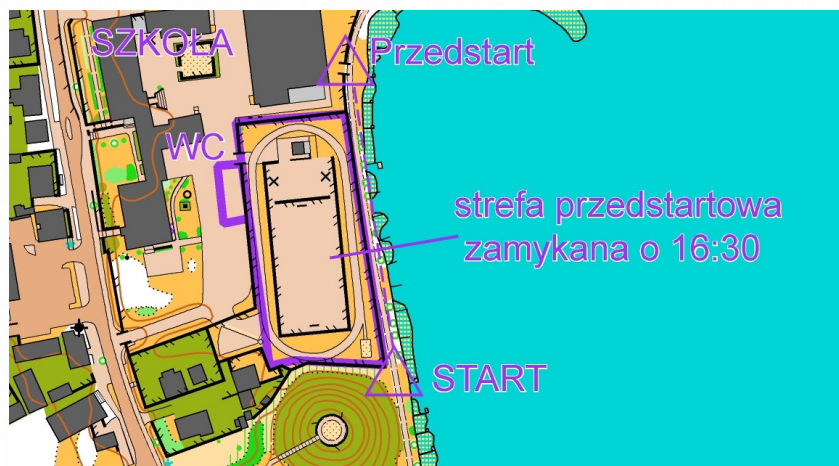 SZKOŁA
Przedstart
WC
strefa przedstartowa
zamykana o 16:30
START